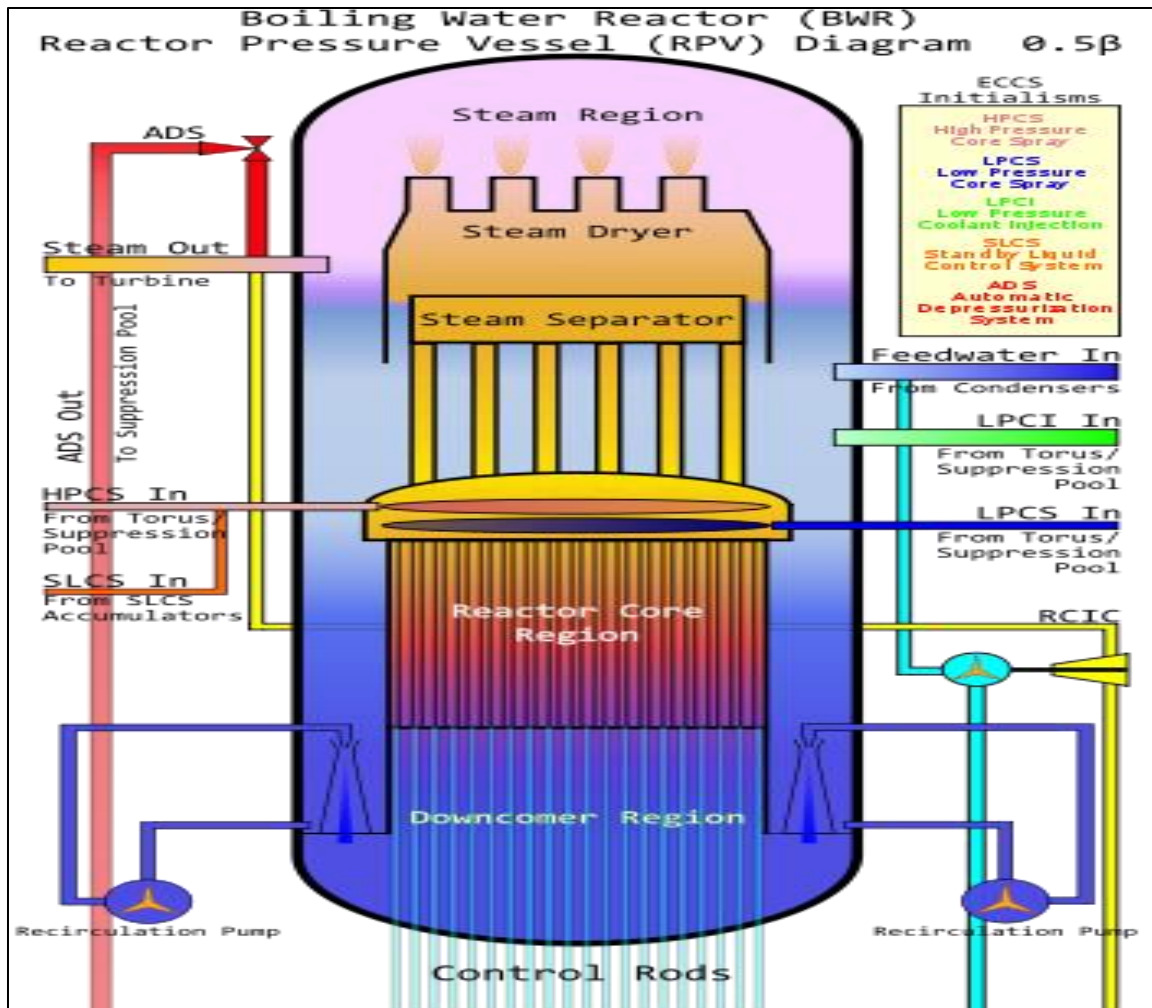 Boiling Water Reactor (BWR)
Reactor Pressure Vessel (RPV) Diagram 0.5β
ECCS
Initialisms
HPCS
High Pressure
Core Spray
LPCS
Low Pressure
Core Spray
LPCI
Low Pressure
Coolant Injection
SLCS
Standby Liquid
Control System
ADS
Automatic
Depressurization
System
Steam Region
ADS
Steam Dryer
Steam Out
To Turbine
Steam Separator
Feedwater In
From Condensers
ADS Out
To Suppression Pool
LPCI In
From Torus/
Suppression
Pool
HPCS In
From Torus/
Suppression
Pool
LPCS In
From Torus/
Suppression
Pool
SLCS In
From SLCS
Accumulators
Reactor Core
Region
RCIC
Downcomer Region
Recirculation Pump
Recirculation Pump
Control Rods